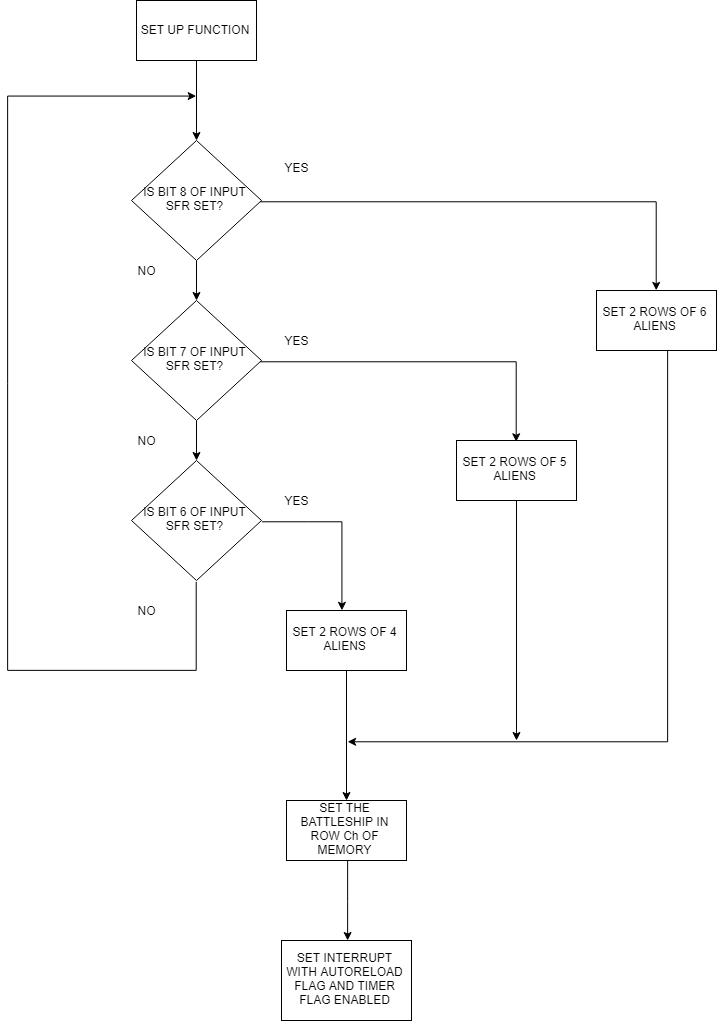 SET UP FUNCTION
YES
IS BIT 8 OF INPUT
SFR SET?
NO
SET 2 ROWS OF 6
ALIENS
YES
IS BIT 7 OF INPUT
SFR SET?
NO
SET 2 ROWS OF 5
ALIENS
YES
IS BIT 6 OF INPUT
SFR SET?
NO
SET 2 ROWS OF 4
ALIENS
SET THE
BATTLESHIP IN
ROW Ch OF
MEMORY
SET INTERRUPT
WITH AUTORELOAD
FLAG AND TIMER
FLAG ENABLED